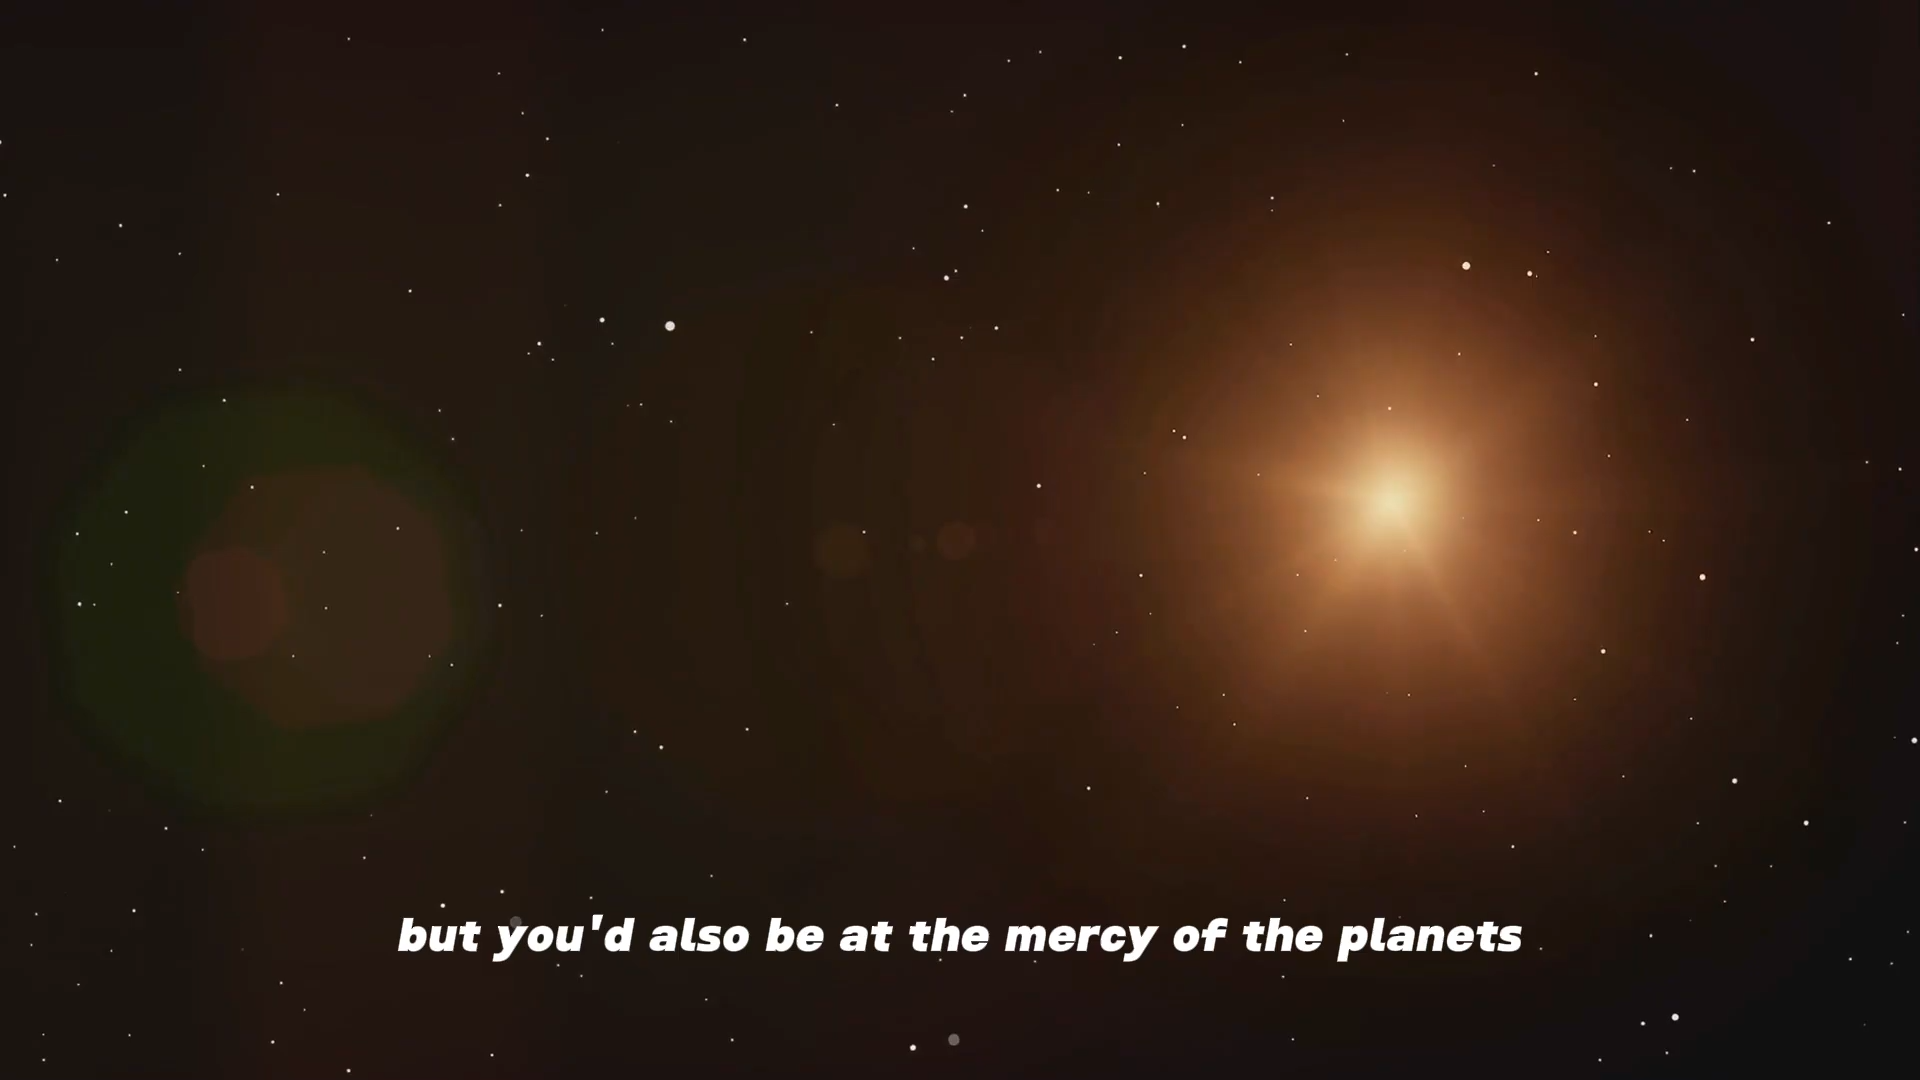 but you'd also be at the mercy of the planets